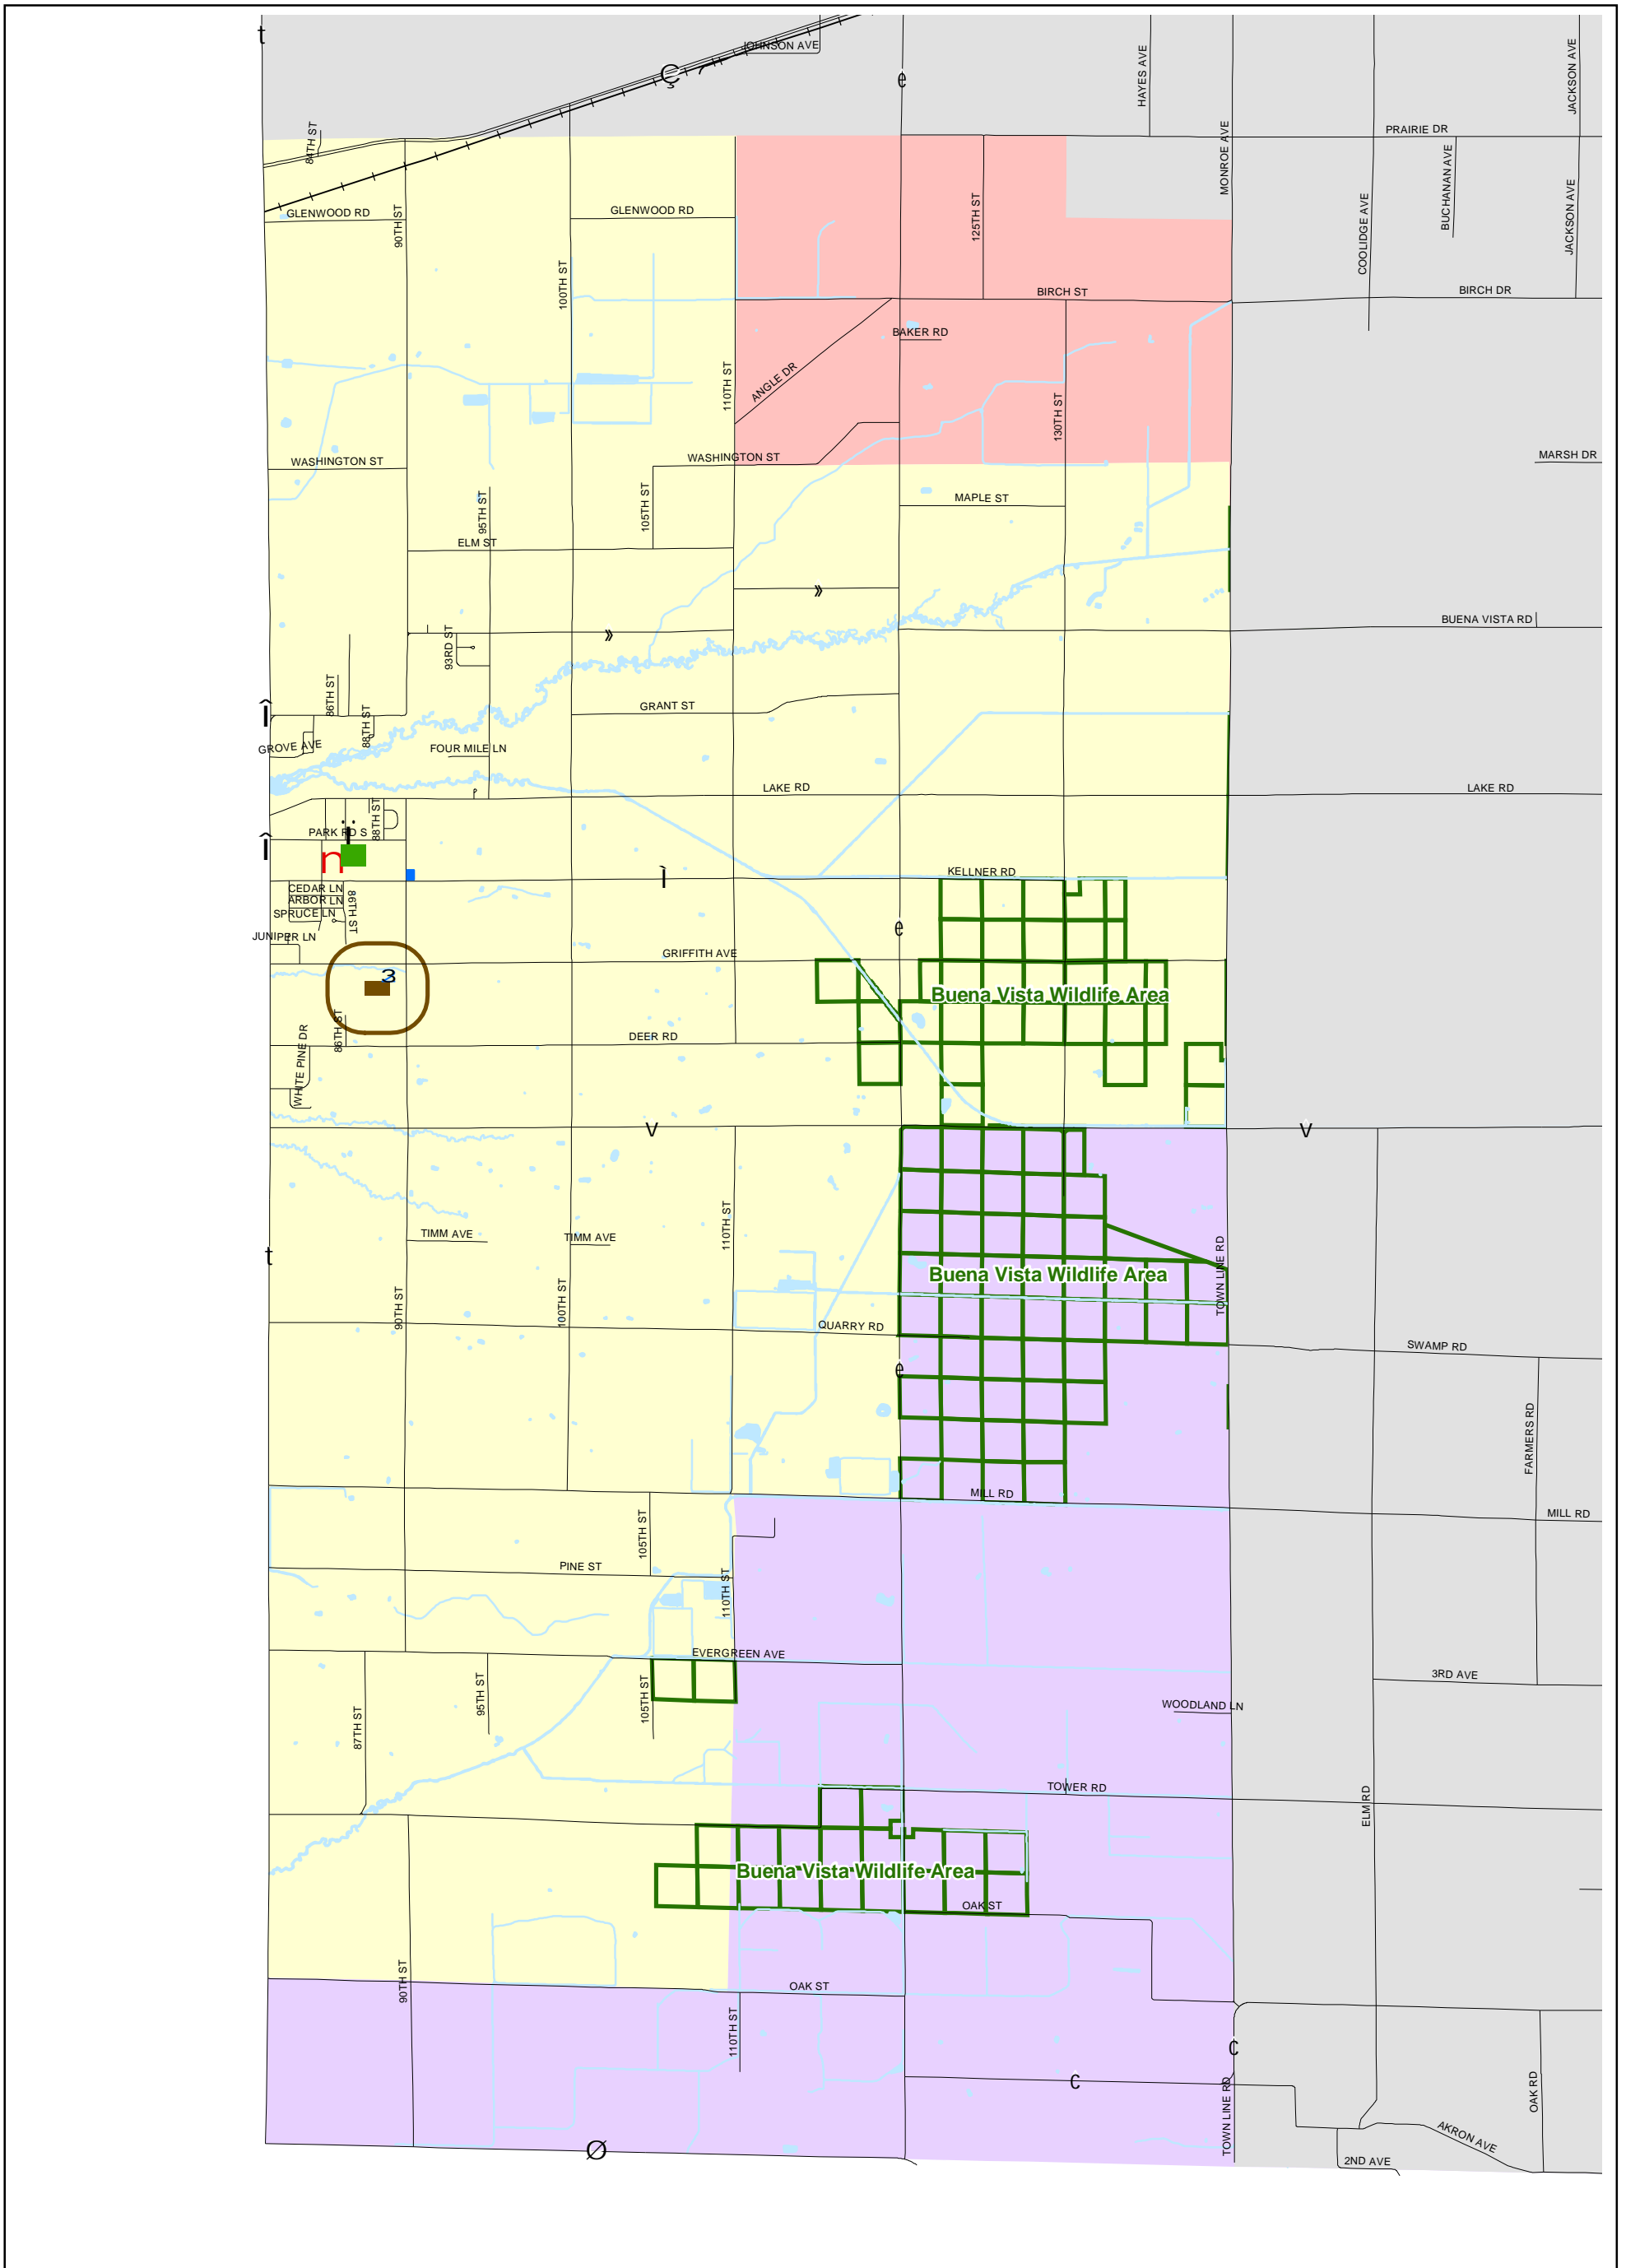 JOHNSON AVE
HAYES AVE
JACKSON AVE
MONROE AVE
PRAIRIE DR
84TH ST
BUCHANAN AVE
GLENWOOD RD
GLENWOOD RD
90TH ST
125TH ST
COOLIDGE AVE
JACKSON AVE
100TH ST
BIRCH ST
BIRCH DR
BAKER RD
ANGLE DR
110TH ST
130TH ST
WASHINGTON ST
WASHINGTON ST
MARSH DR
95TH ST
105TH ST
MAPLE ST
ELM ST
BUENA VISTA RD
93RD ST
86TH ST
GRANT ST
88TH ST
GROVE AVE
FOUR MILE LN
LAKE RD
LAKE RD
88TH ST
PARK RD S
KELLNER RD
CEDAR LN
ARBOR LN
86TH ST
SPRUCE LN
JUNIPER LN
GRIFFITH AVE
Buena Vista Wildlife Area
86TH ST
DEER RD
WHITE PINE DR
V
V
110TH ST
TIMM AVE
TIMM AVE
TOWN LINE RD
Buena Vista Wildlife Area
90TH ST
100TH ST
QUARRY RD
SWAMP RD
FARMERS RD
MILL RD
MILL RD
105TH ST
PINE ST
110TH ST
EVERGREEN AVE
3RD AVE
95TH ST
105TH ST
WOODLAND LN
87TH ST
TOWER RD
ELM RD
Buena Vista Wildlife Area
OAK ST
90TH ST
OAK ST
110TH ST
TOWN LINE RD
OAK RD
AKRON AVE
2ND AVE
Ø